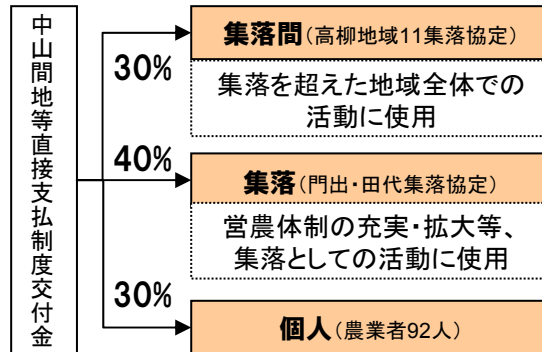 中山間地等直接支払制度交付金
30%
集落間(高柳地域11集落協定)
集落を超えた地域全体での
活動に使用
40%
集落(門出・田代集落協定)
営農体制の充実・拡大等、
集落としての活動に使用
30%
個人(農業者92人)